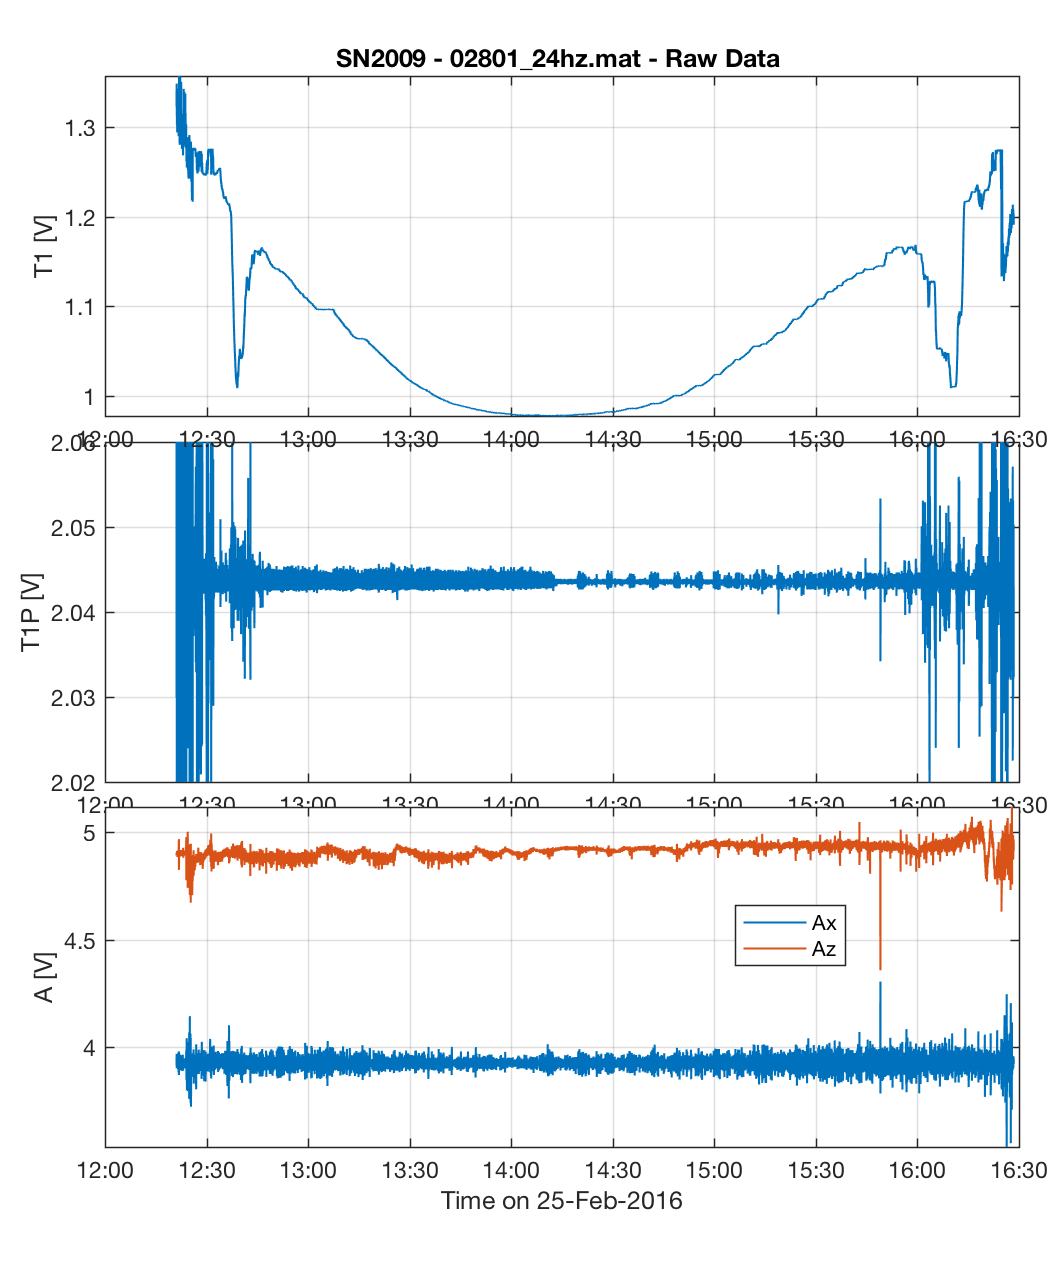 SN2009 - 02801_24hz.mat - Raw Data
T1 [V]
1.3
1.2
1.1
1
12:00 12:30 13:00 13:30 14:00 14:30 15:00 15:30 16:00 16:30
T1P [V]
2.06
2.05
2.04
2.03
2.02
12:00 12:30 13:00 13:30 14:00 14:30 15:00 15:30 16:00 16:30
A [V]
5
4.5
4
Ax
Az
12:00 12:30 13:00 13:30 14:00 14:30 15:00 15:30 16:00 16:30
Time on 25-Feb-2016